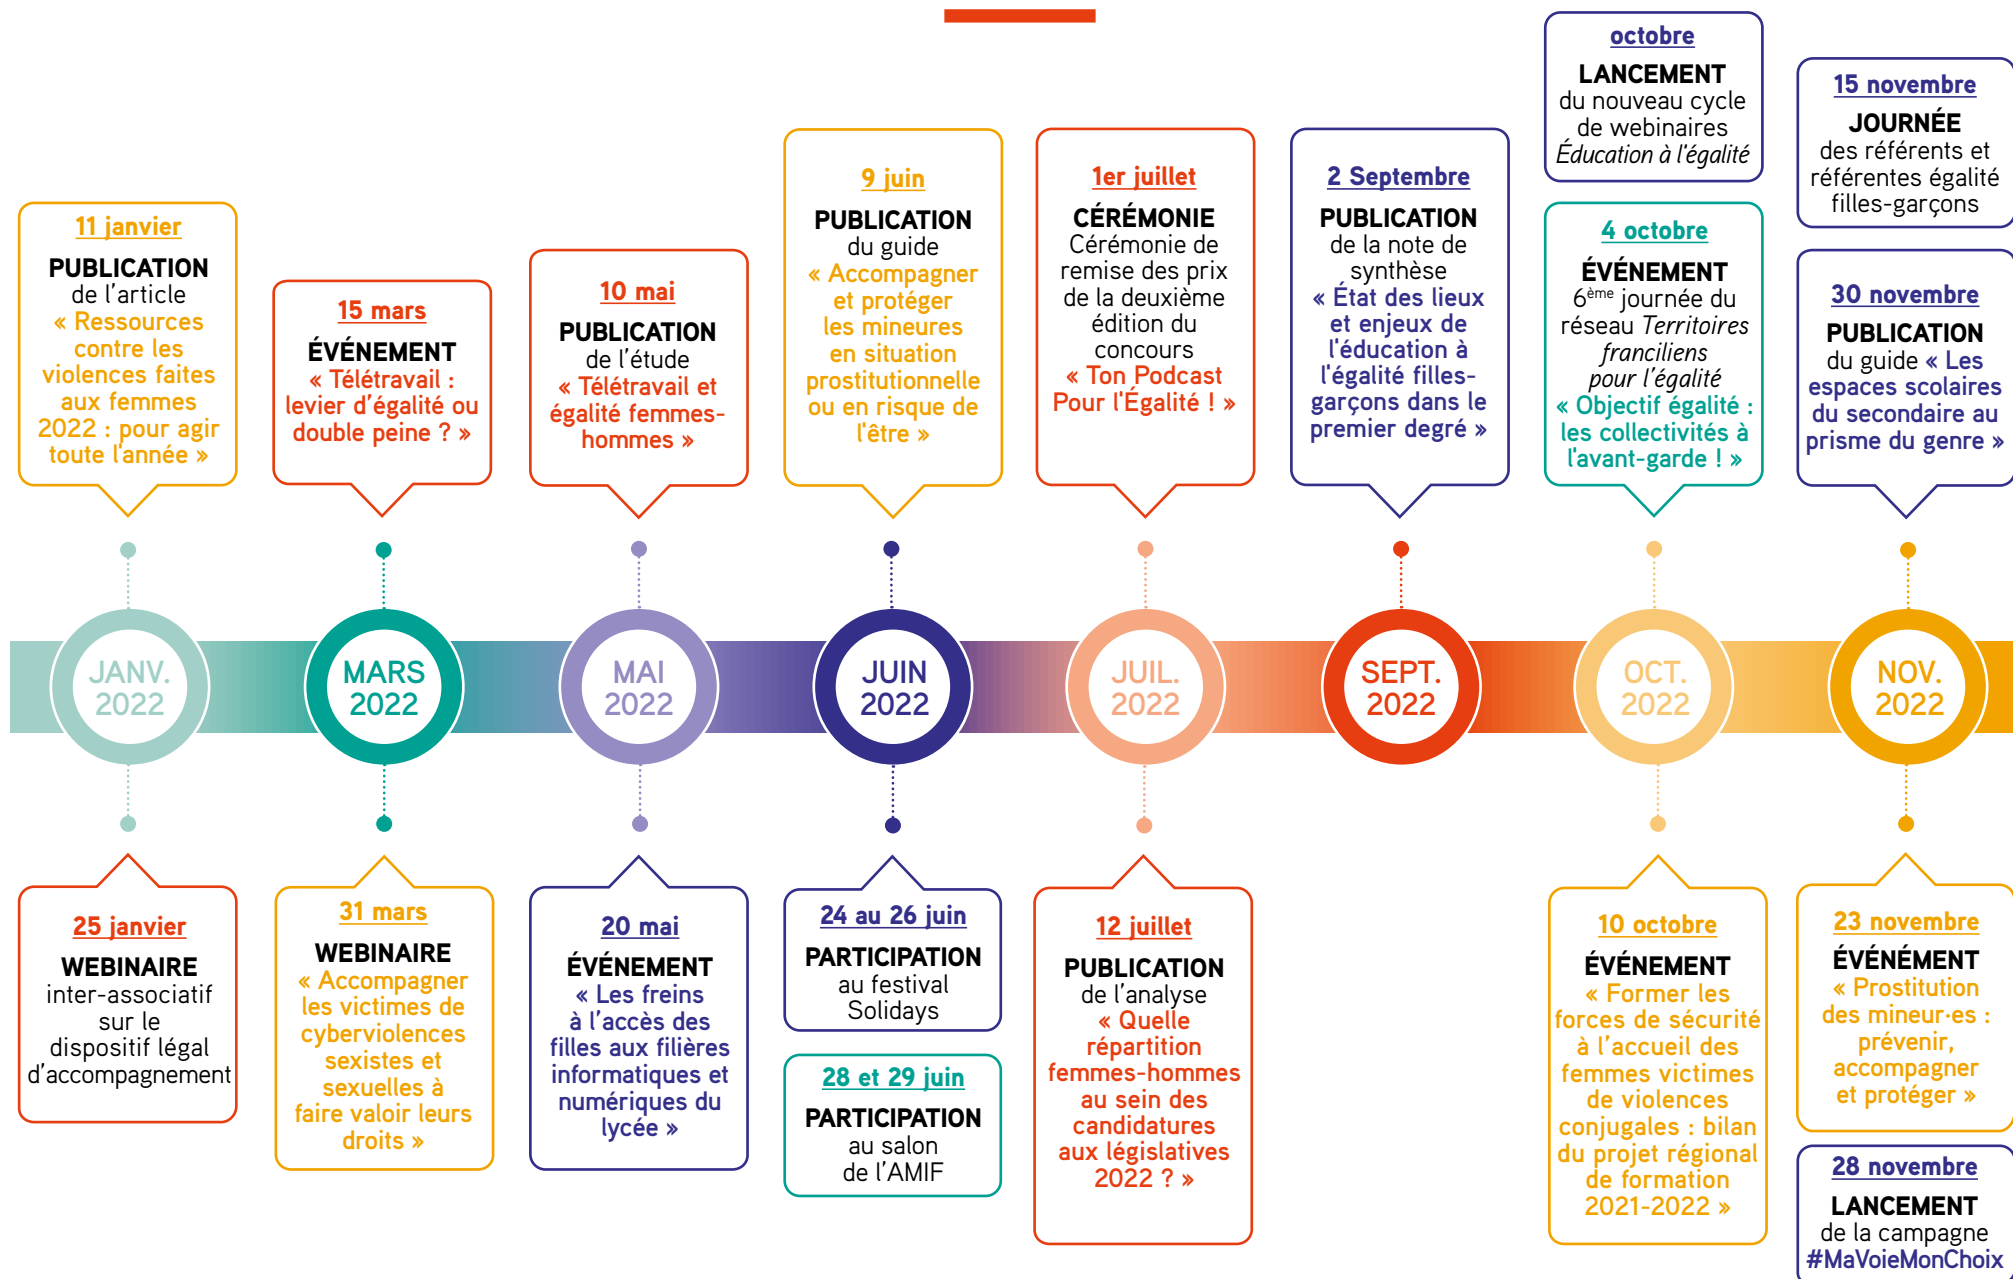 11 janvier
PUBLICATION
de l'article
« Ressources
contre les
violences faites
aux femmes
2022 : pour agir
toute l'année »
15 mars
ÉVÉNEMENT
« Télétravail :
levier d'égalité ou
double peine ? »
10 mai
PUBLICATION
de l'étude
« Télétravail et
égalité femmes-
hommes »
9 juin
PUBLICATION
du guide
« Accompagner
et protéger
les mineures
en situation
prostitutionnelle
ou en risque de
l'être »
1er juillet
CÉRÉMONIE
Cérémonie de
remise des prix
de la deuxième
édition du
concours
« Ton Podcast
Pour l'Égalité ! »
2 Septembre
PUBLICATION
de la note de
synthèse
« État des lieux
et enjeux de
l'éducation à
l'égalité filles-
garçons dans le
premier degré »
octobre
LANCEMENT
du nouveau cycle
de webinaires
Éducation à l'égalité
4 octobre
ÉVÉNEMENT
6ème journée du
réseau Territoires
franciliens
pour l'égalité
« Objectif égalité :
les collectivités à
l'avant-garde ! »
15 novembre
JOURNÉE
des référents et
référentes égalité
filles-garçons
30 novembre
PUBLICATION
du guide « Les
espaces scolaires
du secondaire au
prisme du genre »
JANV.
2022
MARS
2022
MAI
2022
JUIN
2022
JUIL.
2022
SEPT.
2022
OCT.
2022
NOV.
2022
25 janvier
WEBINAIRE
inter-associatif
sur le
dispositif légal
d'accompagnement
31 mars
WEBINAIRE
« Accompagner
les victimes de
cyberviolences
sexistes et
sexuelles à
faire valoir leurs
droits »
20 mai
ÉVÉNEMENT
« Les freins
à l'accès des
filles aux filières
informatiques et
numériques du
lycée »
24 au 26 juin
PARTICIPATION
au festival
Solidays
28 et 29 juin
PARTICIPATION
au salon
de l'AMIF
12 juillet
PUBLICATION
de l'analyse
« Quelle
répartition
femmes-hommes
au sein des
candidatures
aux législatives
2022 ? »
10 octobre
ÉVÉNEMENT
« Former les
forces de sécurité
à l'accueil des
femmes victimes
de violences
conjugales : bilan
du projet régional
de formation
2021-2022 »
23 novembre
ÉVÉNÉMENT
« Prostitution
des mineur·es :
prévenir,
accompagner
et protéger »
28 novembre
LANCEMENT
de la campagne
#MaVoieMonChoix